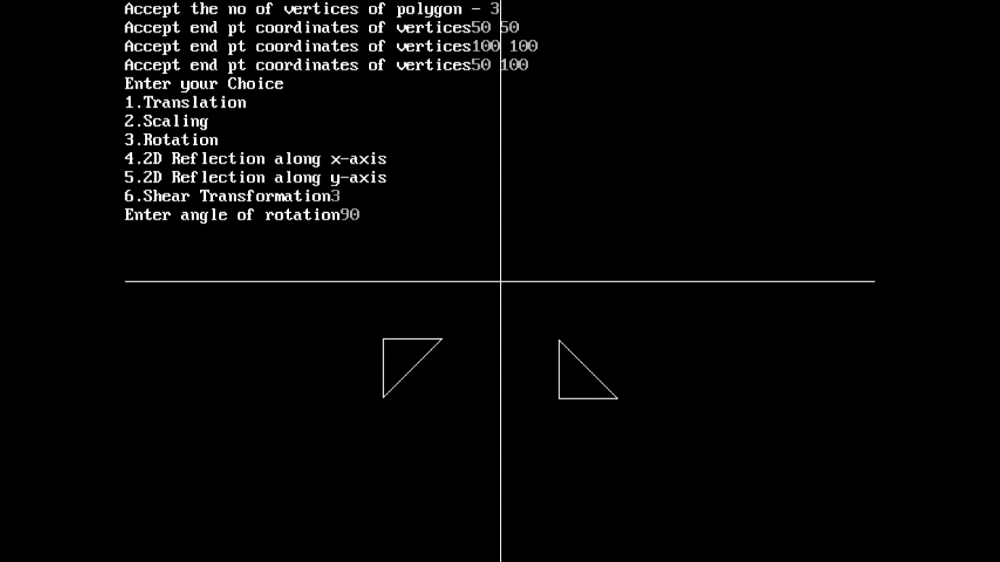 Accept the no of vertices of polygon - 3
Accept end pt coordinates of vertices50 50
Accept end pt coordinates of vertices100 100
Accept end pt coordinates of vertices50 100
Enter your Choice
1.Translation
2.Scaling
3.Rotation
4.2D Reflection along x-axis
5.2D Reflection along y-axis
6.Shear Transformation3
Enter angle of rotation90